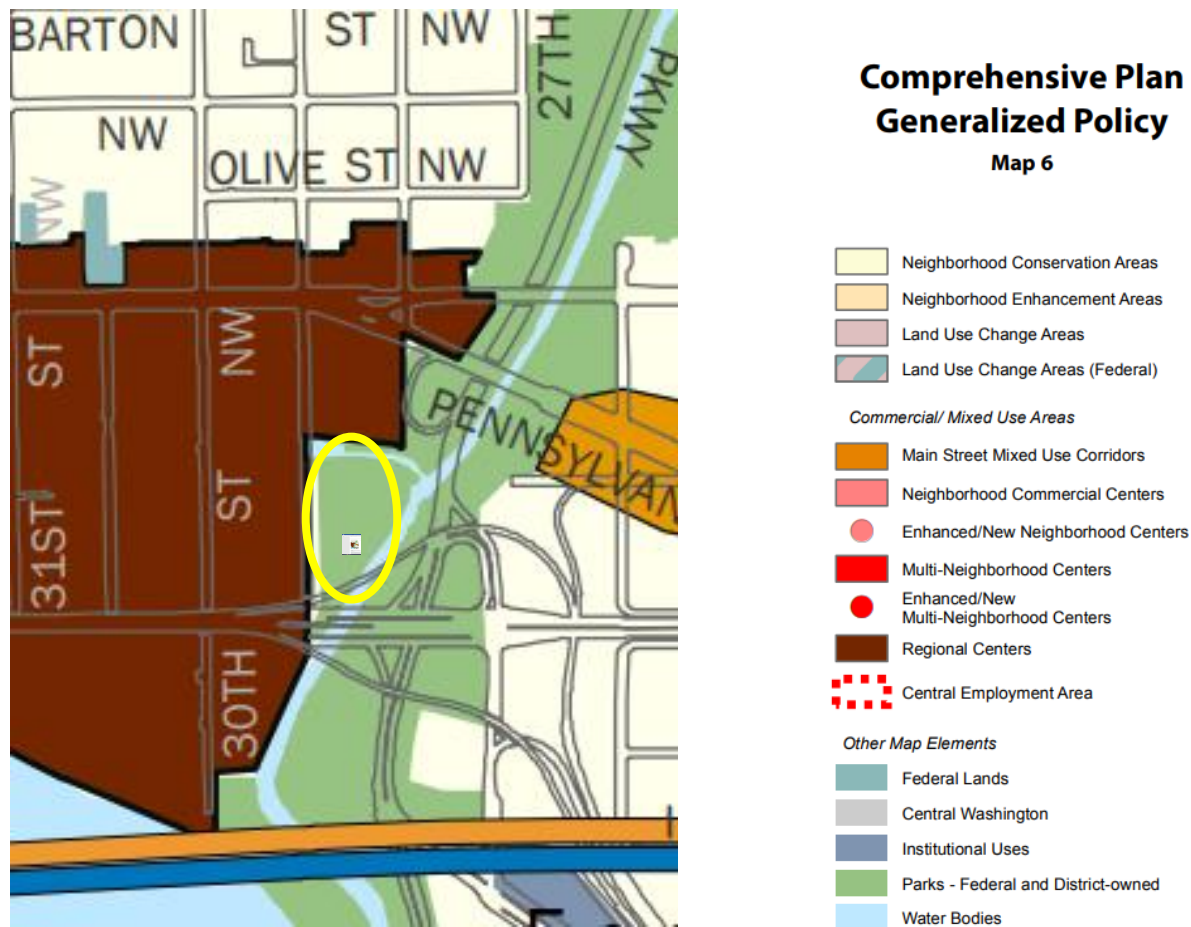 BARTON
ST
NW
27TH
PKWY
NW
OLIVE ST NW
NW
ST
NW
PENNSYLVAN
ST
31ST
30TH
Comprehensive Plan
Generalized Policy
Map 6
Neighborhood Conservation Areas
Neighborhood Enhancement Areas
Land Use Change Areas
Land Use Change Areas (Federal)
Commercial/ Mixed Use Areas
Main Street Mixed Use Corridors
Neighborhood Commercial Centers
Enhanced/New Neighborhood Centers
Multi-Neighborhood Centers
Enhanced/New
Multi-Neighborhood Centers
Regional Centers
Central Employment Area
Other Map Elements
Federal Lands
Central Washington
Institutional Uses
Parks - Federal and District-owned
Water Bodies